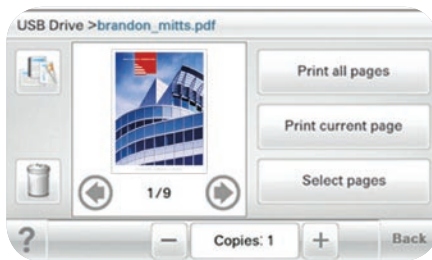 USB Drive >brandon_mitts.pdf
Print all pages
Print current page
1/9
Select pages
?
− Copies: 1 + Back